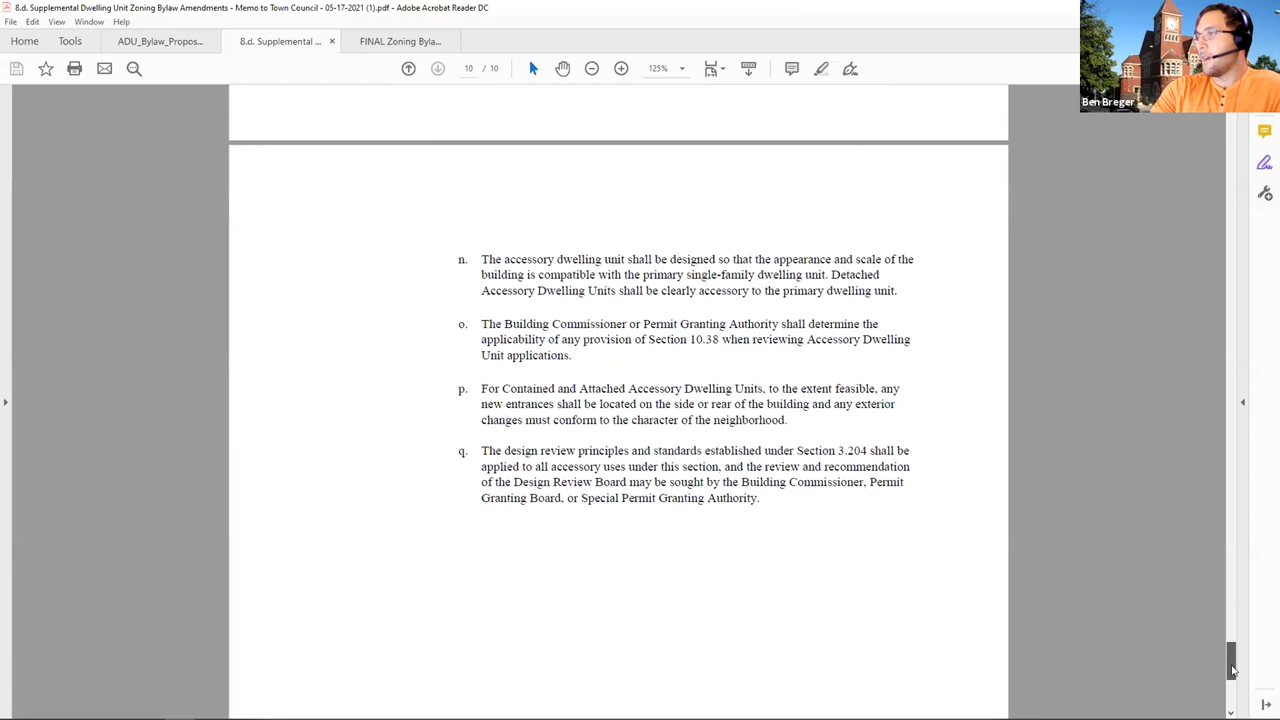 8.d. Supplemental Dwelling Unit Zoning Bylaw Amendments - Memo to Town Council - 05-17-2021 (1).pdf - Adobe Acrobat Reader DC
File Edit View Window Help
Home Tools ADU_Bylaw_Propos... 8.d. Supplemental ... × FINAL Zoning Byla...
10 / 10 125%
Ben Breger
n. The accessory dwelling unit shall be designed so that the appearance and scale of the
building is compatible with the primary single-family dwelling unit. Detached
Accessory Dwelling Units shall be clearly accessory to the primary dwelling unit.
o. The Building Commissioner or Permit Granting Authority shall determine the
applicability of any provision of Section 10.38 when reviewing Accessory Dwelling
Unit applications.
p. For Contained and Attached Accessory Dwelling Units, to the extent feasible, any
new entrances shall be located on the side or rear of the building and any exterior
changes must conform to the character of the neighborhood.
q. The design review principles and standards established under Section 3.204 shall be
applied to all accessory uses under this section, and the review and recommendation
of the Design Review Board may be sought by the Building Commissioner, Permit
Granting Board, or Special Permit Granting Authority.